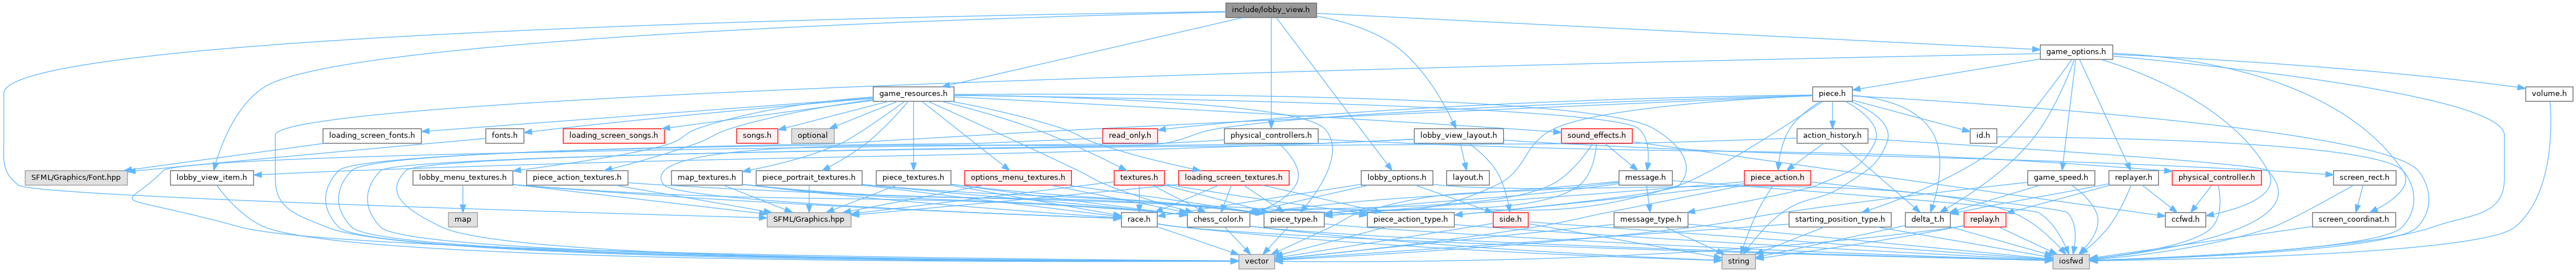 include/lobby_view.h
game_options.h
game_resources.h
piece.h
volume.h
loading_screen_fonts.h
fonts.h
loading_screen_songs.h
songs.h
optional
read_only.h
physical_controllers.h
lobby_view_layout.h
sound_effects.h
action_history.h
id.h
SFML/Graphics/Font.hpp
lobby_view_item.h
lobby_menu_textures.h
piece_action_textures.h
map_textures.h
piece_portrait_textures.h
piece_textures.h
options_menu_textures.h
textures.h
loading_screen_textures.h
lobby_options.h
layout.h
message.h
piece_action.h
game_speed.h
replayer.h
physical_controller.h
screen_rect.h
map
SFML/Graphics.hpp
race.h
chess_color.h
piece_type.h
piece_action_type.h
side.h
message_type.h
starting_position_type.h
delta_t.h
replay.h
ccfwd.h
screen_coordinat.h
vector
string
iosfwd